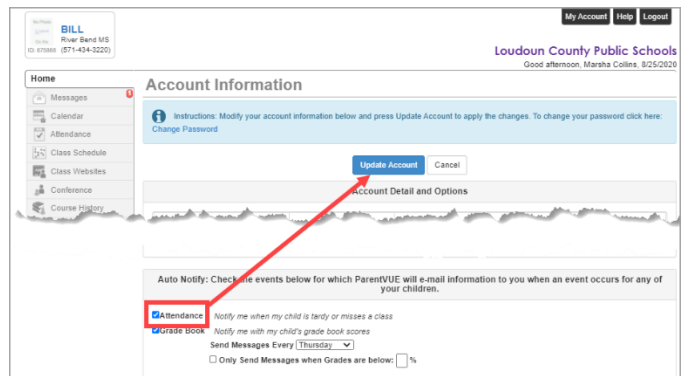 My Account Help Logout
BILL
River Bend MS
(571-434-3220)
Loudoun County Public Schools
Good afternoon, Marsha Collins, 8/25/2020
Home
Messages
Calendar
Attendance
Class Schedule
Class Websites
Conference
Course History
Account Information
Instructions: Modify your account information below and press Update Account to apply the changes. To change your password click here:
Change Password
Update Account Cancel
Account Detail and Options
Auto Notify: Check the events below for which ParentVUE will e-mail information to you when an event occurs for any of
your children.
Attendance Notify me when my child is tardy or misses a class
Grade Book Notify me with my child's grade book scores
Send Messages Every Thursday
Only Send Messages when Grades are below: %